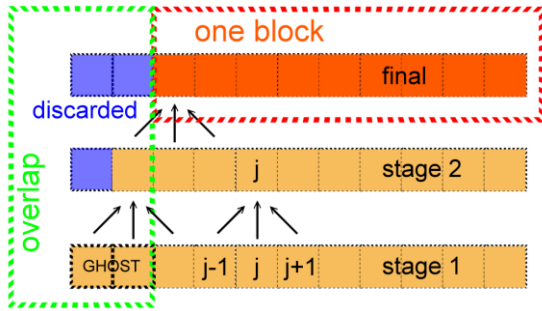 one block
final
discarded
overlap
j
stage 2
GHOST
j-1
j
j+1
stage 1